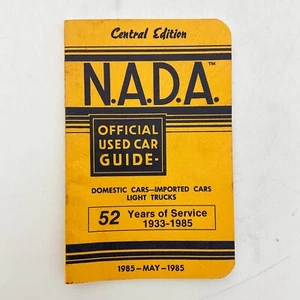 Central Edition
N.A.D.A.™
OFFICIAL
USED CAR
GUIDE-
DOMESTIC CARS—IMPORTED CARS
LIGHT TRUCKS
52 Years of Service
1933-1985
1985—MAY—1985